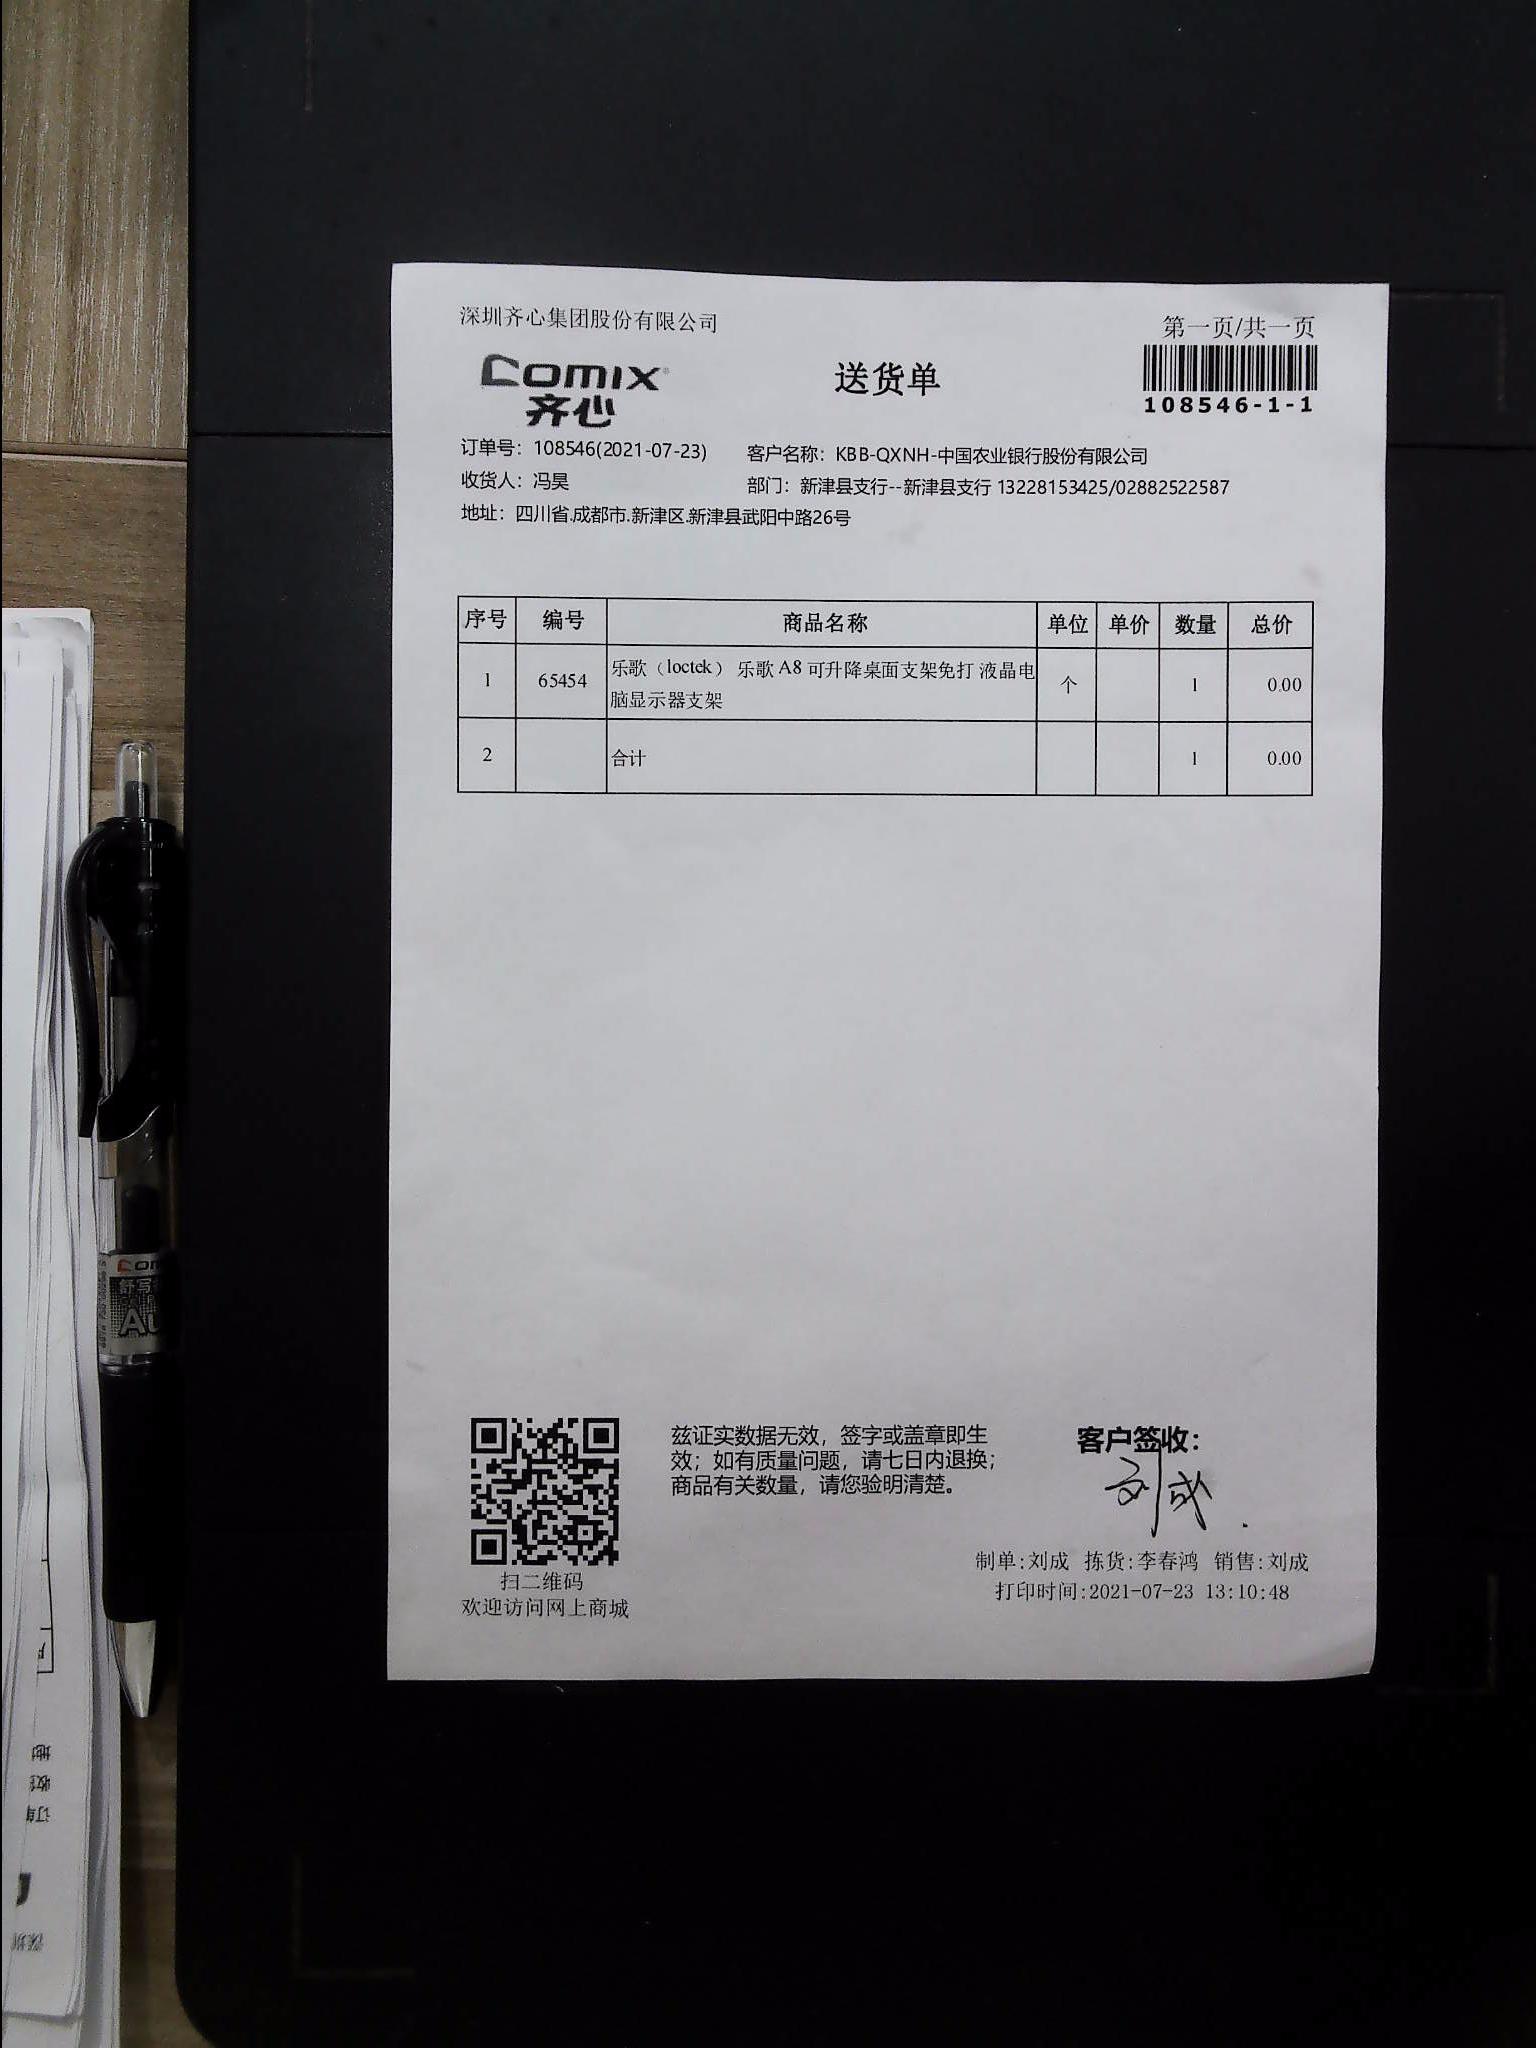 深圳齐心集团股份有限公司
第一页/共一页
Comix
齐心
送货单
108546-1-1
订单号：108546(2021-07-23)
客户名称：KBB-QXNH-中国农业银行股份有限公司
收货人：冯昊
部门：新津县支行--新津县支行 13228153425/02882522587
地址：四川省.成都市.新津区.新津县武阳中路26号
序号 编号 商品名称 单位 单价 数量 总价
1 65454 乐歌（loctek） 乐歌 A8 可升降桌面支架免打 液晶电 个 1 0.00
脑显示器支架
2 合计 1 0.00
兹证实数据无效，签字或盖章即生
效；如有质量问题，请七日内退换；
商品有关数量，请您验明清楚。
客户签收：
刘成
扫二维码
欢迎访问网上商城
制单:刘成 拣货:李春鸿 销售:刘成
打印时间:2021-07-23 13:10:48